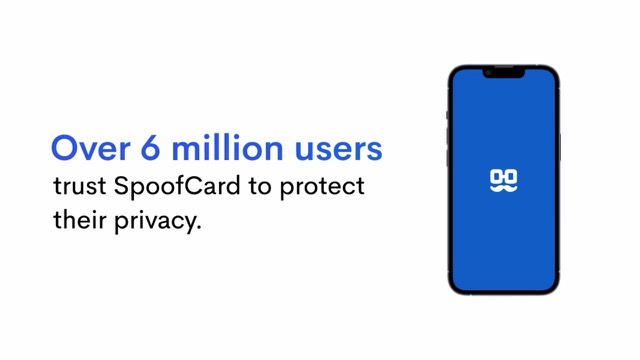 Over 6 million users
trust SpoofCard to protect
their privacy.